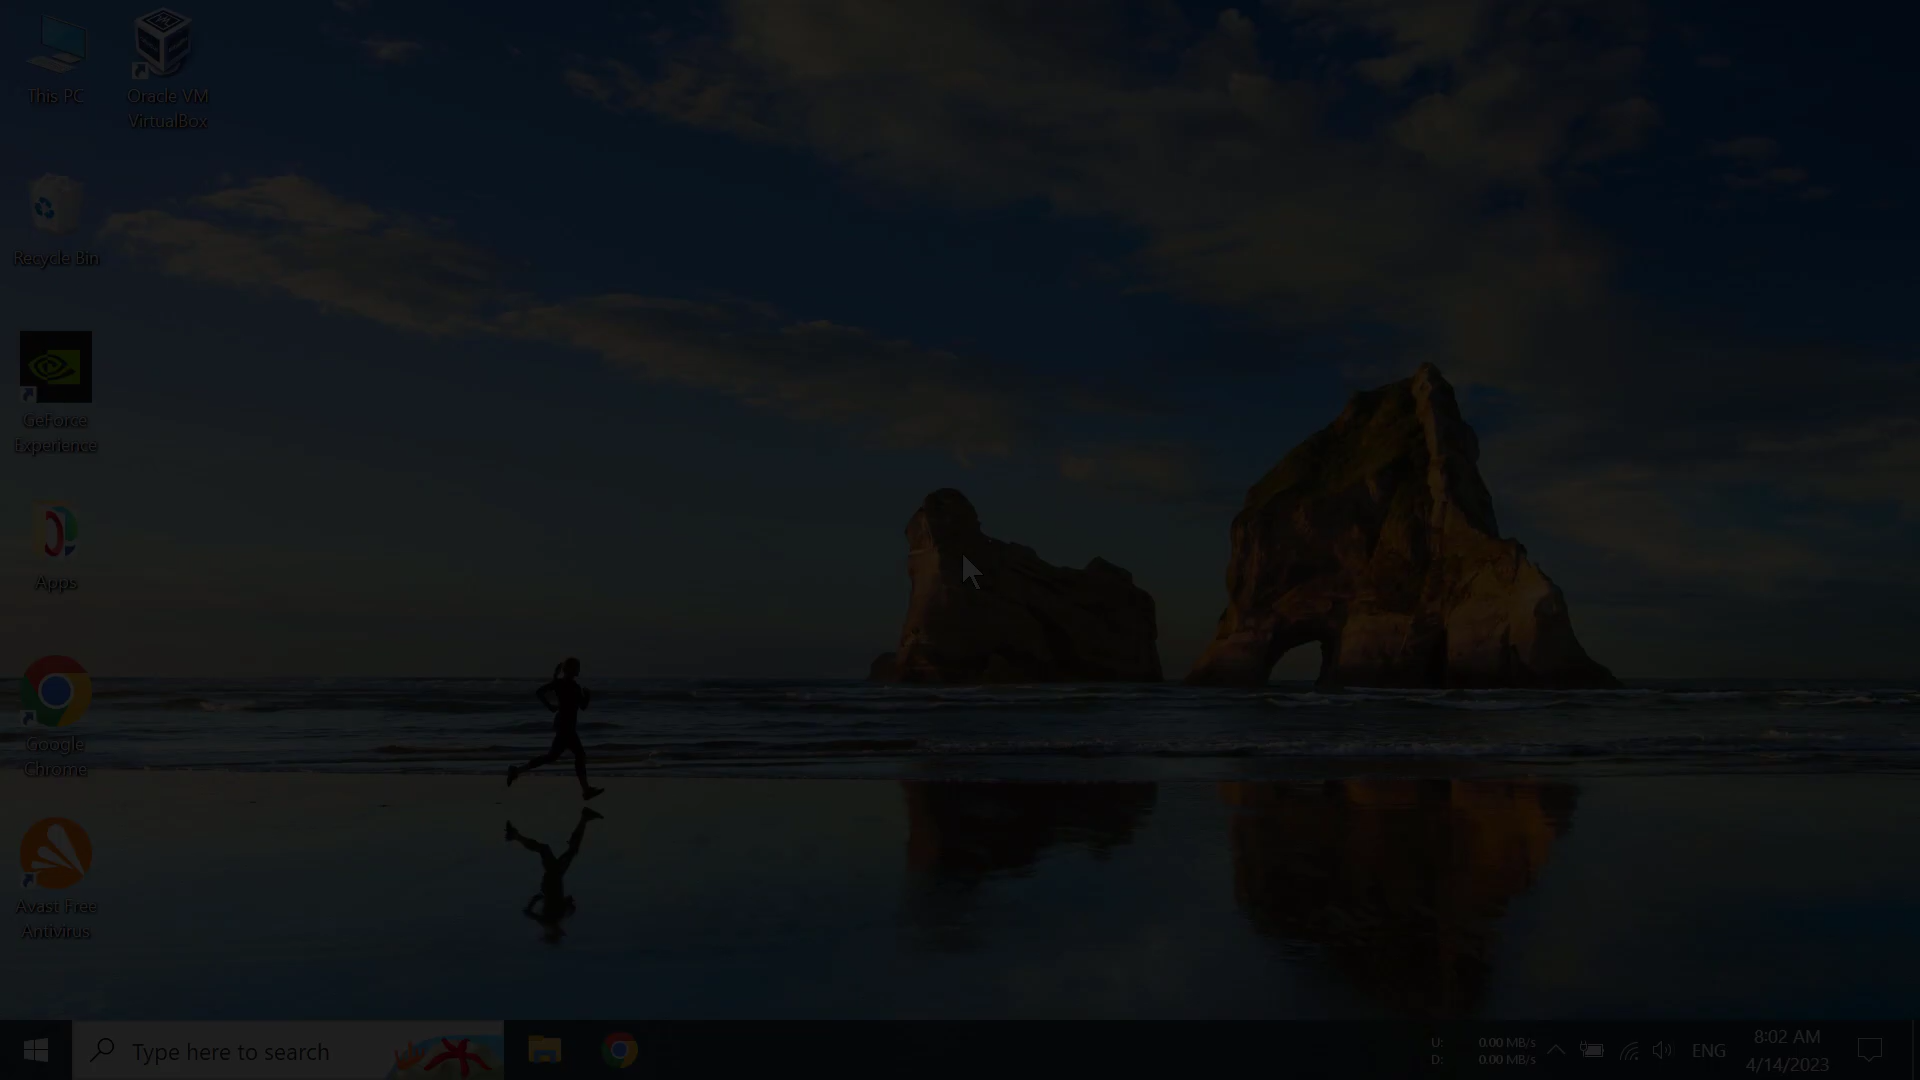 This PC
Oracle VM
VirtualBox
Recycle Bin
GeForce
Experience
Apps
Google
Chrome
Avast Free
Antivirus
Type here to search
U: 0.00 MB/s
D: 0.00 MB/s
ENG
8:02 AM
4/14/2023